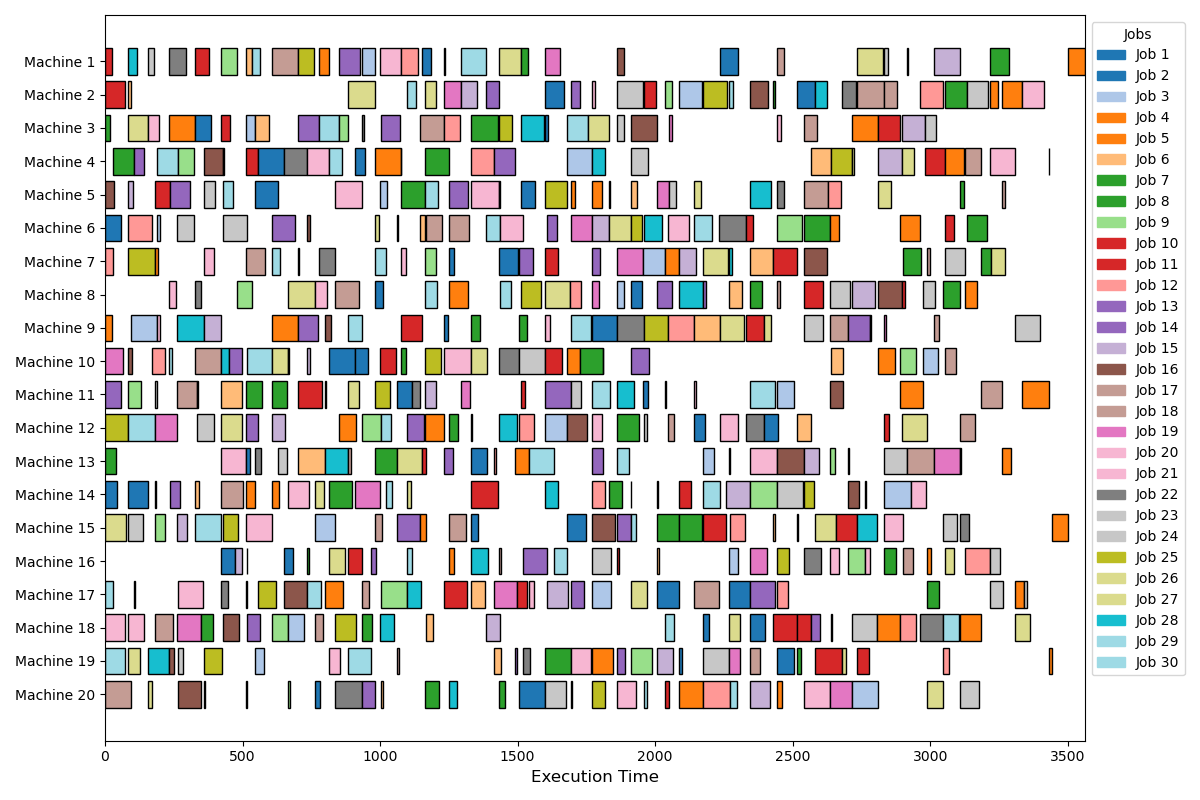 Machine 1
Machine 2
Machine 3
Machine 4
Machine 5
Machine 6
Machine 7
Machine 8
Machine 9
Machine 10
Machine 11
Machine 12
Machine 13
Machine 14
Machine 15
Machine 16
Machine 17
Machine 18
Machine 19
Machine 20
0 500 1000 1500 2000 2500 3000 3500
Execution Time
Jobs
Job 1
Job 2
Job 3
Job 4
Job 5
Job 6
Job 7
Job 8
Job 9
Job 10
Job 11
Job 12
Job 13
Job 14
Job 15
Job 16
Job 17
Job 18
Job 19
Job 20
Job 21
Job 22
Job 23
Job 24
Job 25
Job 26
Job 27
Job 28
Job 29
Job 30